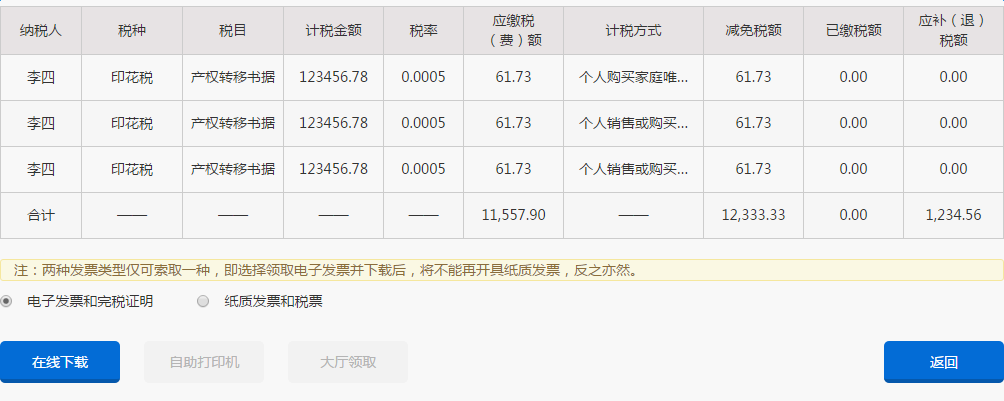 纳税人 税种 税目 计税金额 税率 应缴税（费）额 计税方式 减免税额 已缴税额 应补（退）税额
李四 印花税 产权转移书据 123456.78 0.0005 61.73 个人购买家庭唯... 61.73 0.00 0.00
李四 印花税 产权转移书据 123456.78 0.0005 61.73 个人销售或购买... 61.73 0.00 0.00
李四 印花税 产权转移书据 123456.78 0.0005 61.73 个人销售或购买... 61.73 0.00 0.00
合计 —— —— —— —— 11,557.90 —— 12,333.33 0.00 1,234.56
注：两种发票类型仅可索取一种，即选择领取电子发票并下载后，将不能再开具纸质发票，反之亦然。
电子发票和完税证明 纸质发票和税票
在线下载 自助打印机 大厅领取 返回